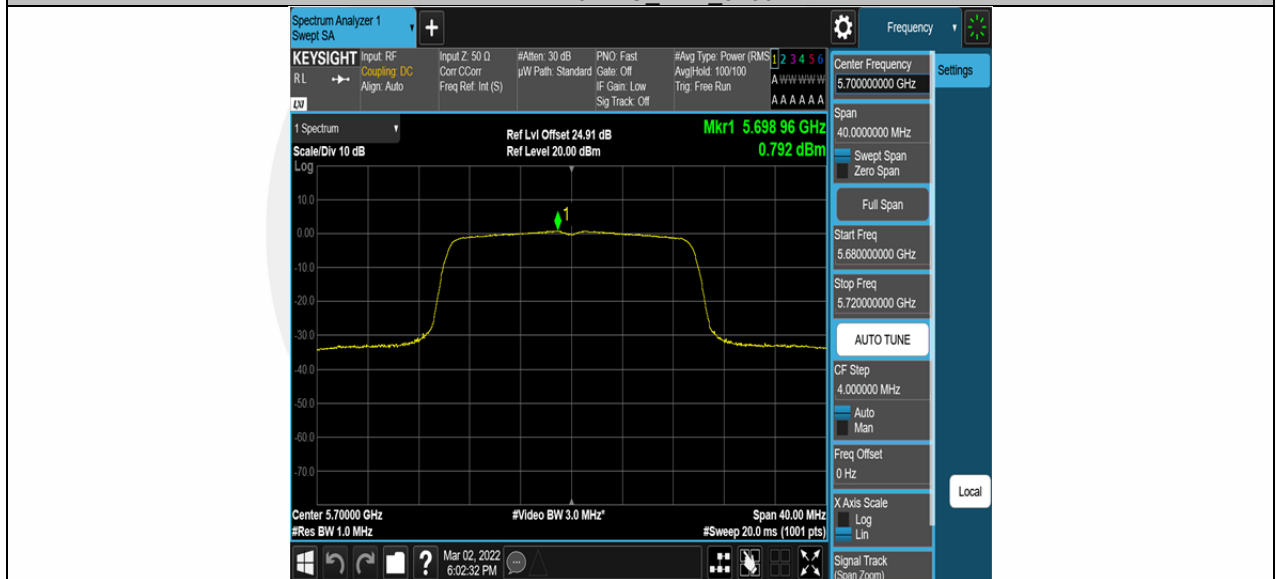 Spectrum Analyzer 1
Swept SA
+
Frequency
KEYSIGHT
RL
LXI
Input: RF
Coupling: DC
Align: Auto
Input Z: 50 Ω
Corr CCorr
Freq Ref: Int (S)
#Atten: 30 dB
µW Path: Standard
PNO: Fast
Gate: Off
IF Gain: Low
Sig Track: Off
#Avg Type: Power (RMS
Avg|Hold: 100/100
Trig: Free Run
1 2 3 4 5 6
A W W W W W
A A A A A A
1 Spectrum
Scale/Div 10 dB
Log
Ref Lvl Offset 24.91 dB
Ref Level 20.00 dBm
Mkr1 5.698 96 GHz
0.792 dBm
1
10.0
0.00
-10.0
-20.0
-30.0
-40.0
-50.0
-60.0
-70.0
Center 5.70000 GHz
#Res BW 1.0 MHz
#Video BW 3.0 MHz*
Span 40.00 MHz
#Sweep 20.0 ms (1001 pts)
Mar 02, 2022
6:02:32 PM
?
Center Frequency
5.700000000 GHz
Settings
Span
40.0000000 MHz
Swept Span
Zero Span
Full Span
Start Freq
5.680000000 GHz
Stop Freq
5.720000000 GHz
AUTO TUNE
CF Step
4.000000 MHz
Auto
Man
Freq Offset
0 Hz
X Axis Scale
Log
Lin
Local
Signal Track
(Span Zoom)